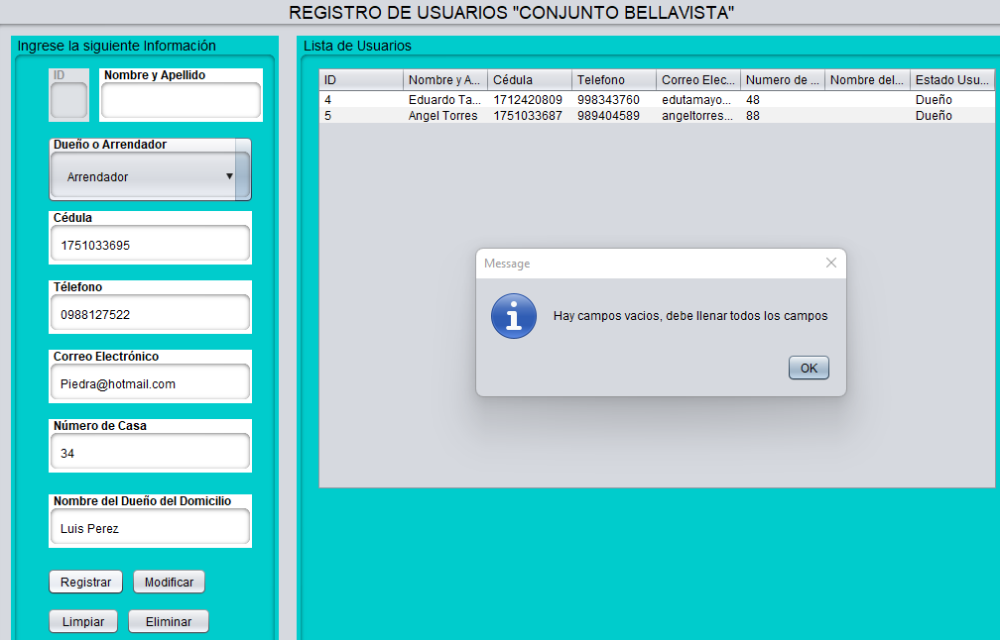 REGISTRO DE USUARIOS "CONJUNTO BELLAVISTA"
Ingrese la siguiente Información
ID
Nombre y Apellido
Dueño o Arrendador
Arrendador
Cédula
1751033695
Télefono
0988127522
Correo Electrónico
Piedra@hotmail.com
Número de Casa
34
Nombre del Dueño del Domicilio
Luis Perez
Registrar Modificar
Limpiar Eliminar
Lista de Usuarios
ID Nombre y A... Cédula Telefono Correo Elec... Numero de ... Nombre del... Estado Usu...
4 Eduardo Ta... 1712420809 998343760 edutamayo... 48 Dueño
5 Angel Torres 1751033687 989404589 angeltorres... 88 Dueño
Message
Hay campos vacios, debe llenar todos los campos
OK